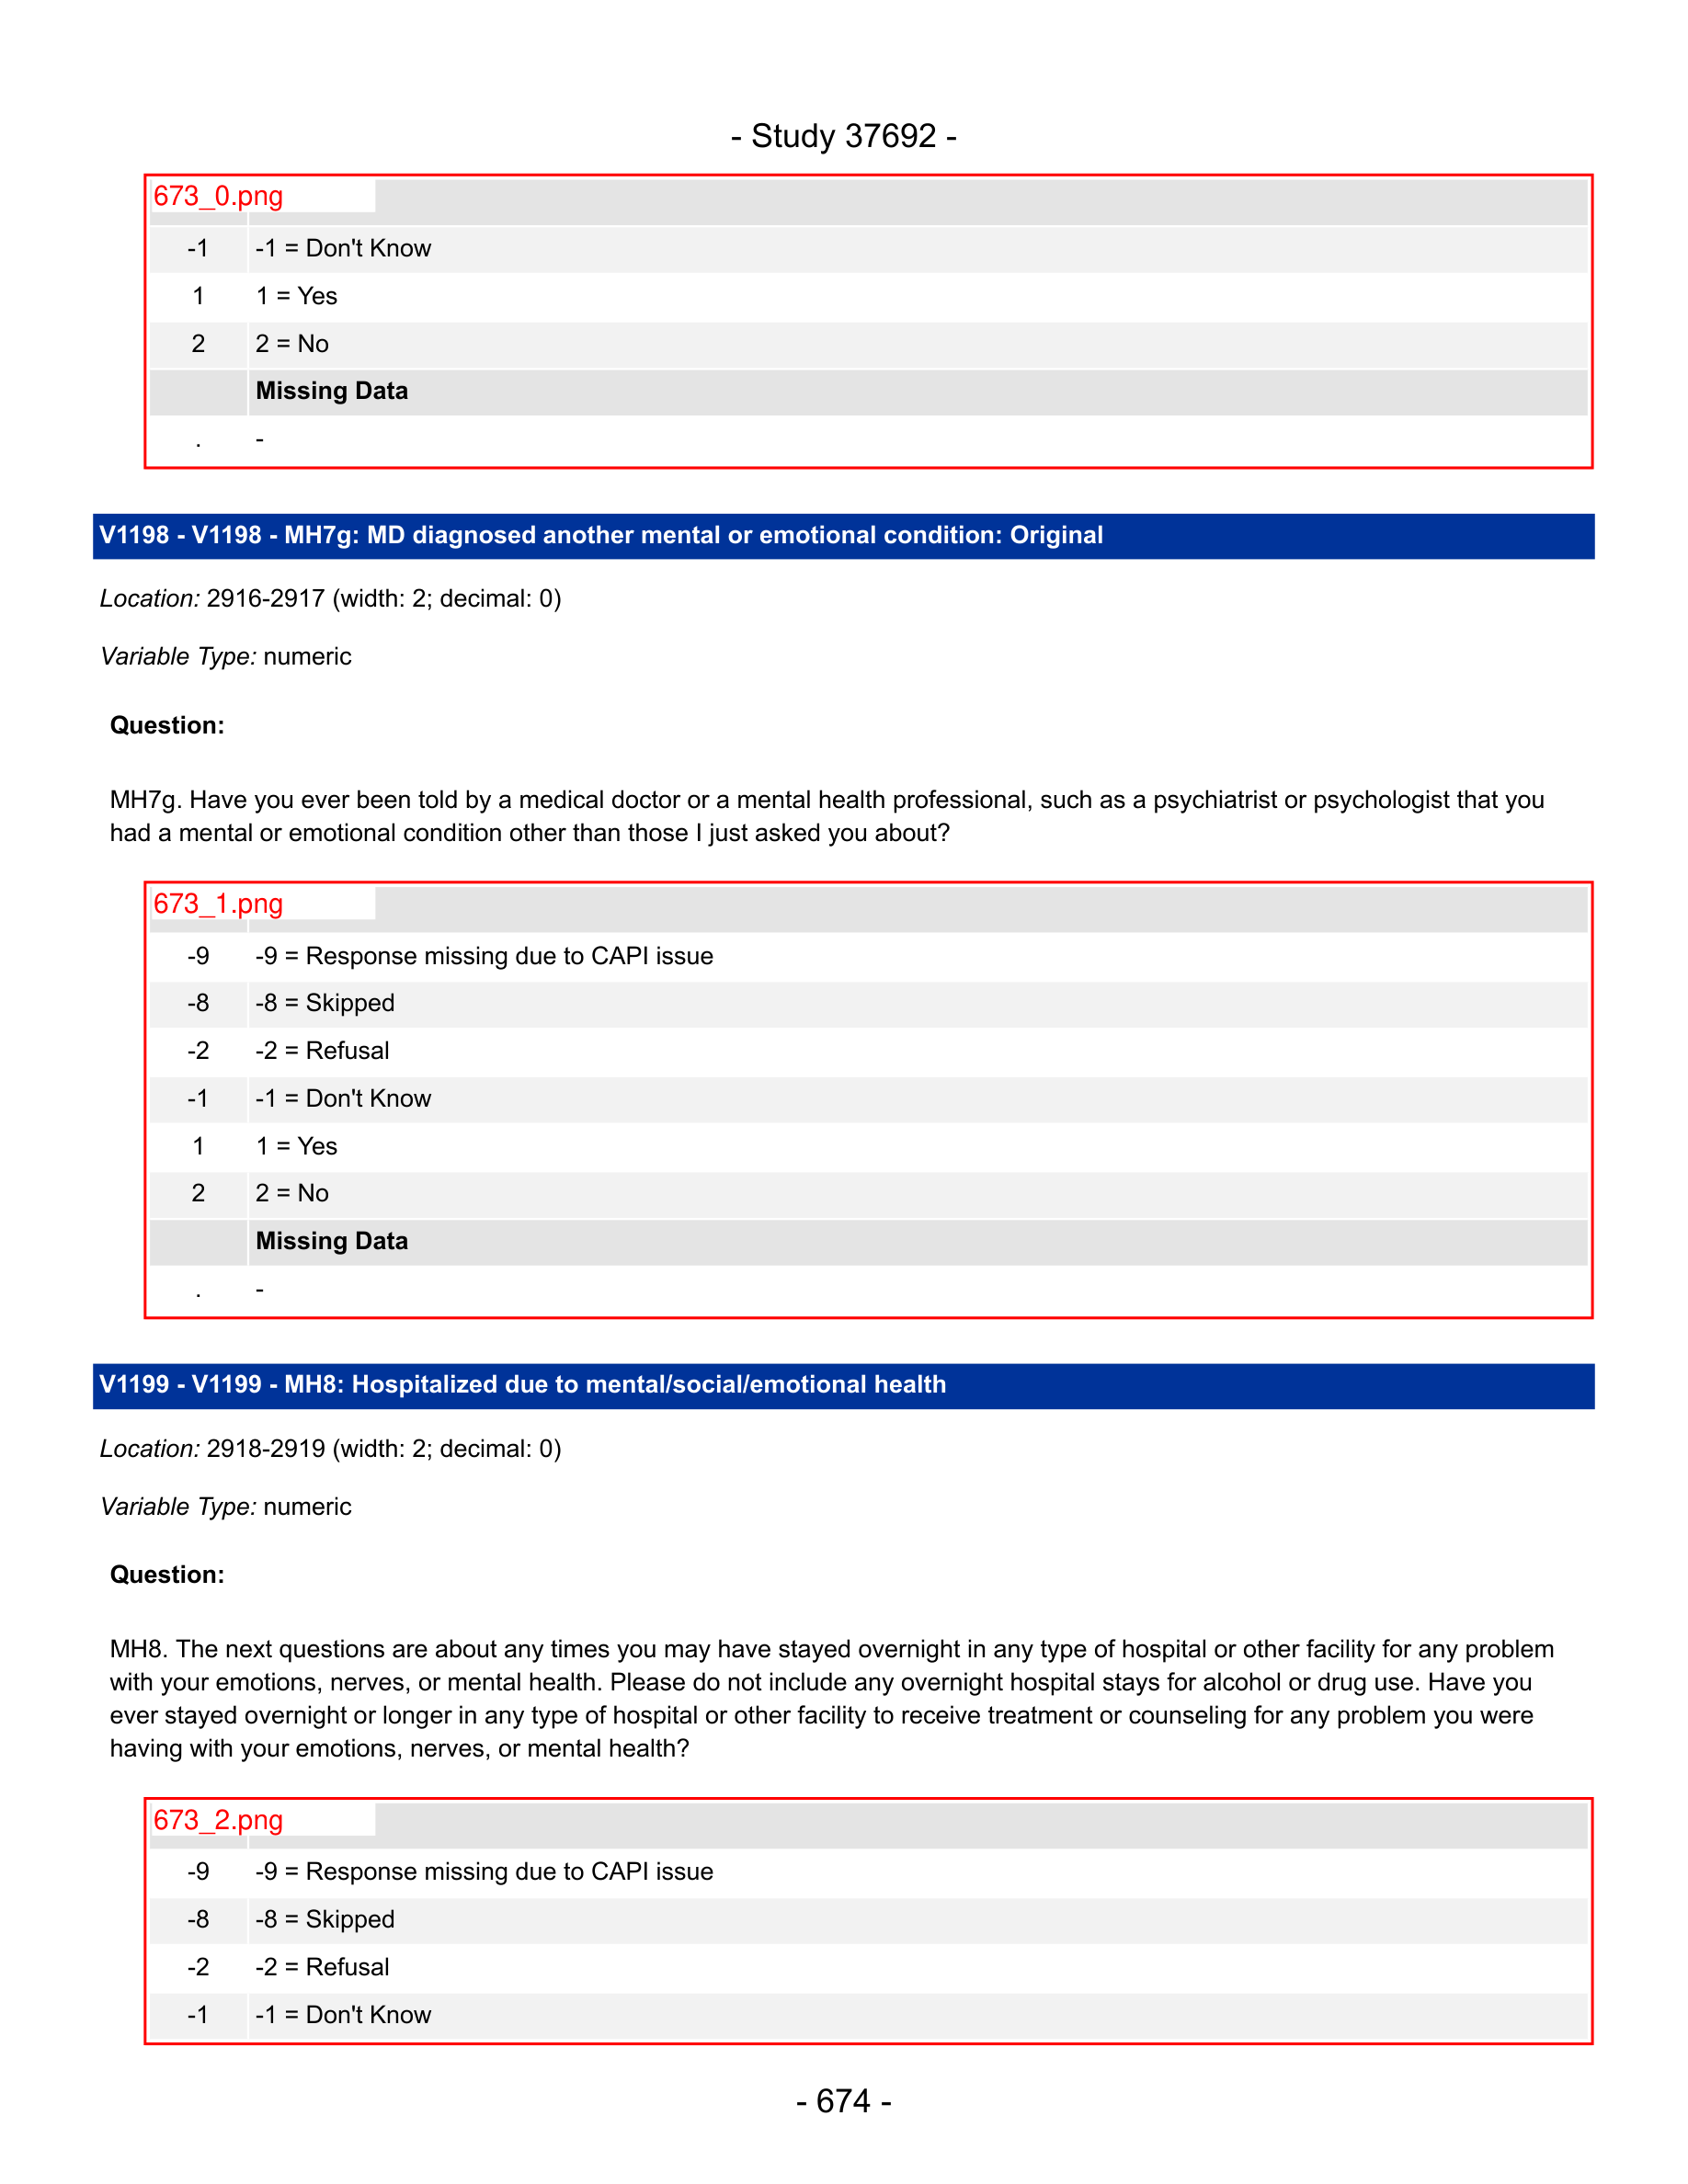 - Study 37692 -
673_0.png
-1 -1 = Don't Know
1 1 = Yes
2 2 = No
Missing Data
. -
V1198 - V1198 - MH7g: MD diagnosed another mental or emotional condition: Original
Location: 2916-2917 (width: 2; decimal: 0)
Variable Type: numeric
Question:
MH7g. Have you ever been told by a medical doctor or a mental health professional, such as a psychiatrist or psychologist that you
had a mental or emotional condition other than those I just asked you about?
673_1.png
-9 -9 = Response missing due to CAPI issue
-8 -8 = Skipped
-2 -2 = Refusal
-1 -1 = Don't Know
1 1 = Yes
2 2 = No
Missing Data
. -
V1199 - V1199 - MH8: Hospitalized due to mental/social/emotional health
Location: 2918-2919 (width: 2; decimal: 0)
Variable Type: numeric
Question:
MH8. The next questions are about any times you may have stayed overnight in any type of hospital or other facility for any problem
with your emotions, nerves, or mental health. Please do not include any overnight hospital stays for alcohol or drug use. Have you
ever stayed overnight or longer in any type of hospital or other facility to receive treatment or counseling for any problem you were
having with your emotions, nerves, or mental health?
673_2.png
-9 -9 = Response missing due to CAPI issue
-8 -8 = Skipped
-2 -2 = Refusal
-1 -1 = Don't Know
- 674 -